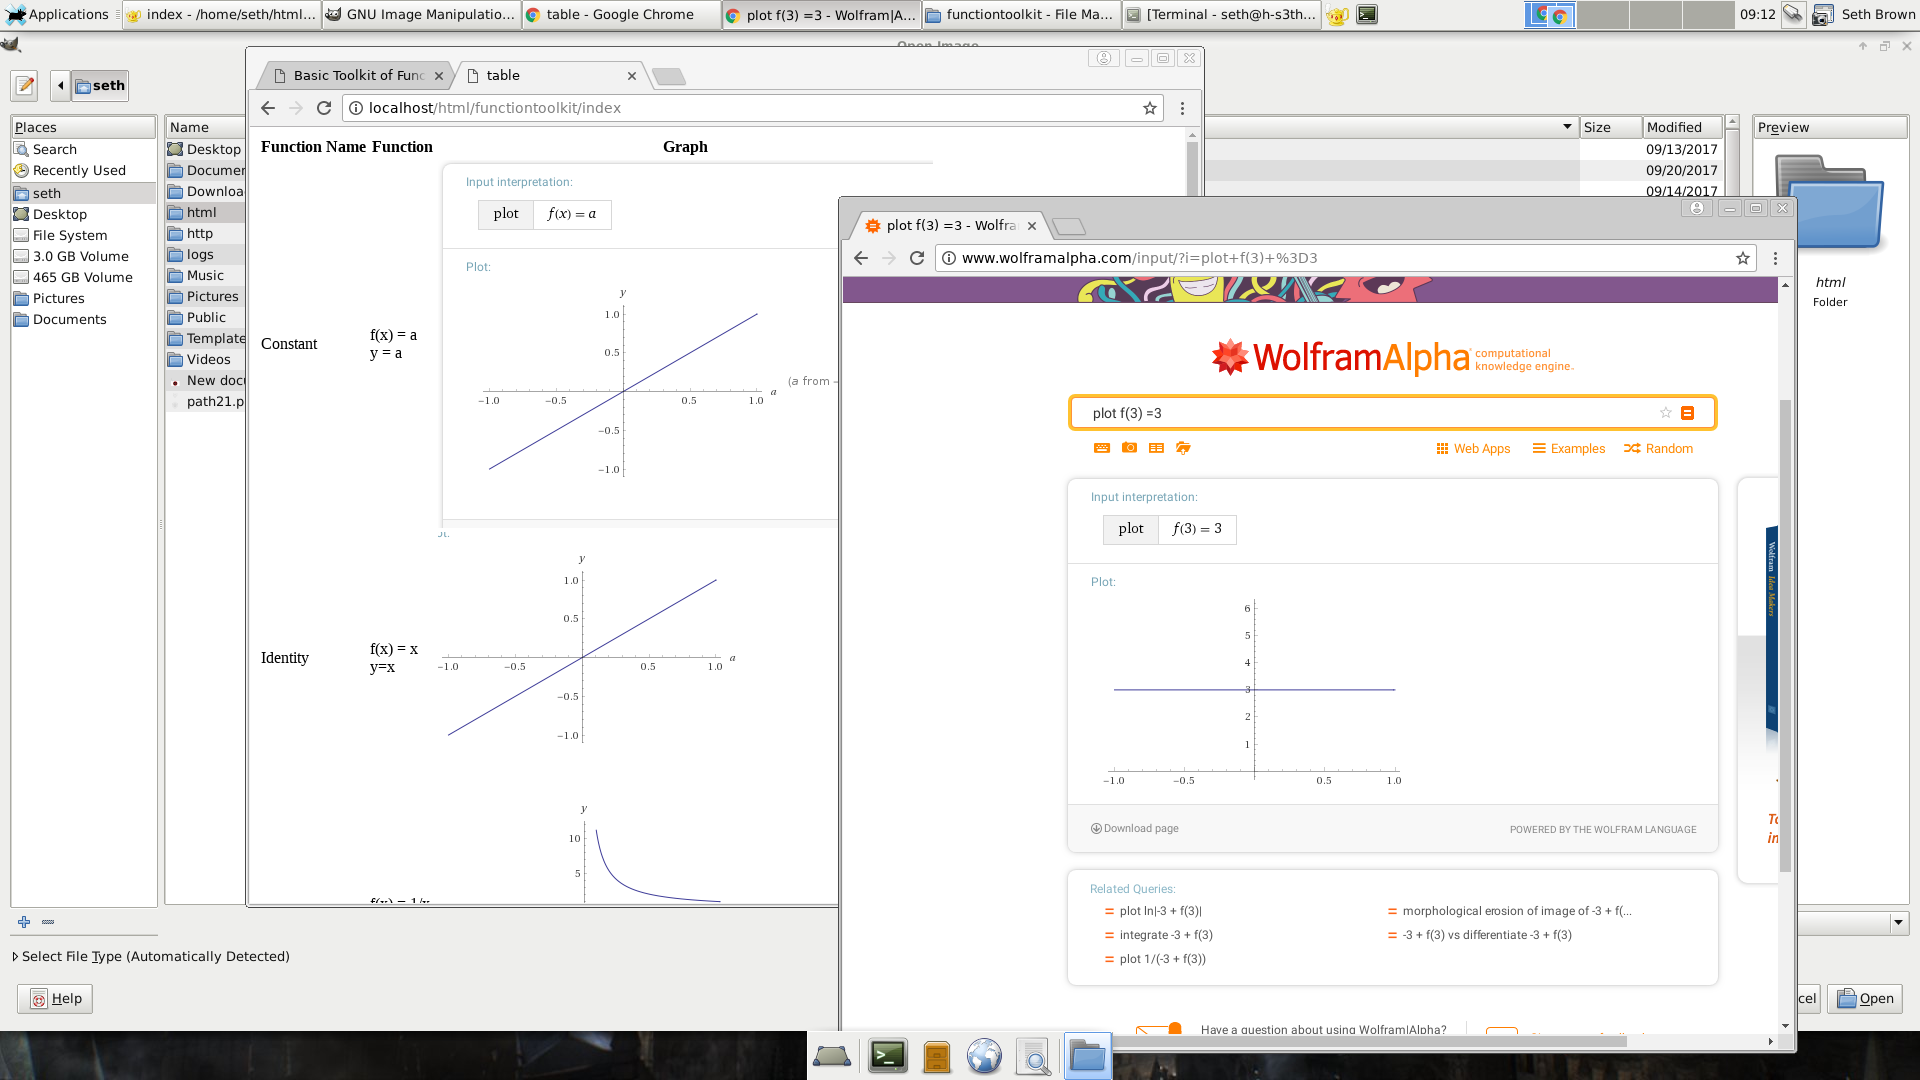 Applications
index - /home/seth/html...
GNU Image Manipulatio...
table - Google Chrome
plot f(3) =3 - Wolfram|A...
functiontoolkit - File Ma...
[Terminal - seth@h-s3th...
09:12
Seth Brown
Open Image
seth
Places
Search
Recently Used
seth
Desktop
File System
3.0 GB Volume
465 GB Volume
Pictures
Documents
Name
Desktop
Documen
Downloa
html
http
logs
Music
Pictures
Public
Template
Videos
New docu
path21.p
Size
Modified
09/13/2017
09/20/2017
09/14/2017
Preview
html
Folder
Select File Type (Automatically Detected)
Help
cel
Open
Basic Toolkit of Func
table
localhost/html/functiontoolkit/index
Function Name Function Graph
Input interpretation:
plot f(x) = a
Plot:
y
1.0
0.5
−1.0 −0.5 0.5 1.0 a
(a from −
−0.5
−1.0
Constant
f(x) = a
y = a
ot:
y
1.0
0.5
−1.0 −0.5 0.5 1.0 a
−0.5
−1.0
Identity
f(x) = x
y=x
y
10
5
f(x) = 1/x
plot f(3) =3 - Wolfra
www.wolframalpha.com/input/?i=plot+f(3)+%3D3
WolframAlpha computational
knowledge engine.
plot f(3) =3
Web Apps
Examples
Random
Input interpretation:
plot f(3) = 3
Plot:
6
5
4
3
2
1
−1.0 −0.5 0.5 1.0
Download page
POWERED BY THE WOLFRAM LANGUAGE
Related Queries:
= plot ln|-3 + f(3)|
= morphological erosion of image of -3 + f(...
= integrate -3 + f(3)
= -3 + f(3) vs differentiate -3 + f(3)
= plot 1/(-3 + f(3))
Have a question about using Wolfram|Alpha?
Wolfram Idea Makers
To
in